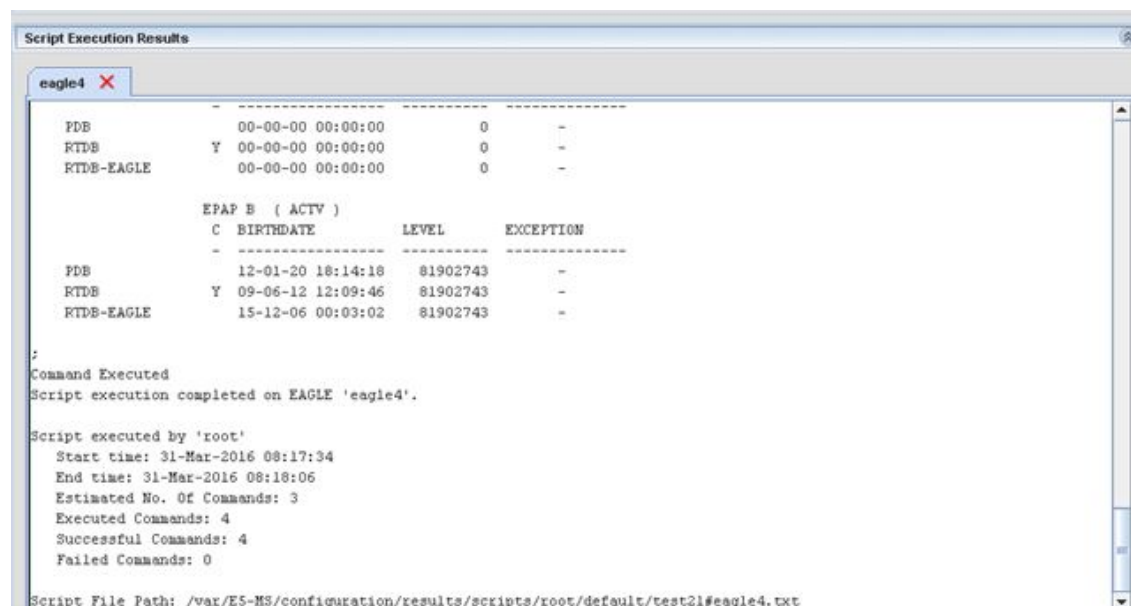 Script Execution Results
eagle4
- ----------------- ---------- --------------
PDB 00-00-00 00:00:00 0 -
RTDB Y 00-00-00 00:00:00 0 -
RTDB-EAGLE 00-00-00 00:00:00 0 -
EPAP B ( ACTV )
C BIRTHDATE LEVEL EXCEPTION
- ----------------- ---------- --------------
PDB 12-01-20 18:14:18 81902743 -
RTDB Y 09-06-12 12:09:46 81902743 -
RTDB-EAGLE 15-12-06 00:03:02 81902743 -
;
Command Executed
Script execution completed on EAGLE 'eagle4'.
Script executed by 'root'
Start time: 31-Mar-2016 08:17:34
End time: 31-Mar-2016 08:18:06
Estimated No. Of Commands: 3
Executed Commands: 4
Successful Commands: 4
Failed Commands: 0
Script File Path: /var/E5-MS/configuration/results/scripts/root/default/test21#eagle4.txt